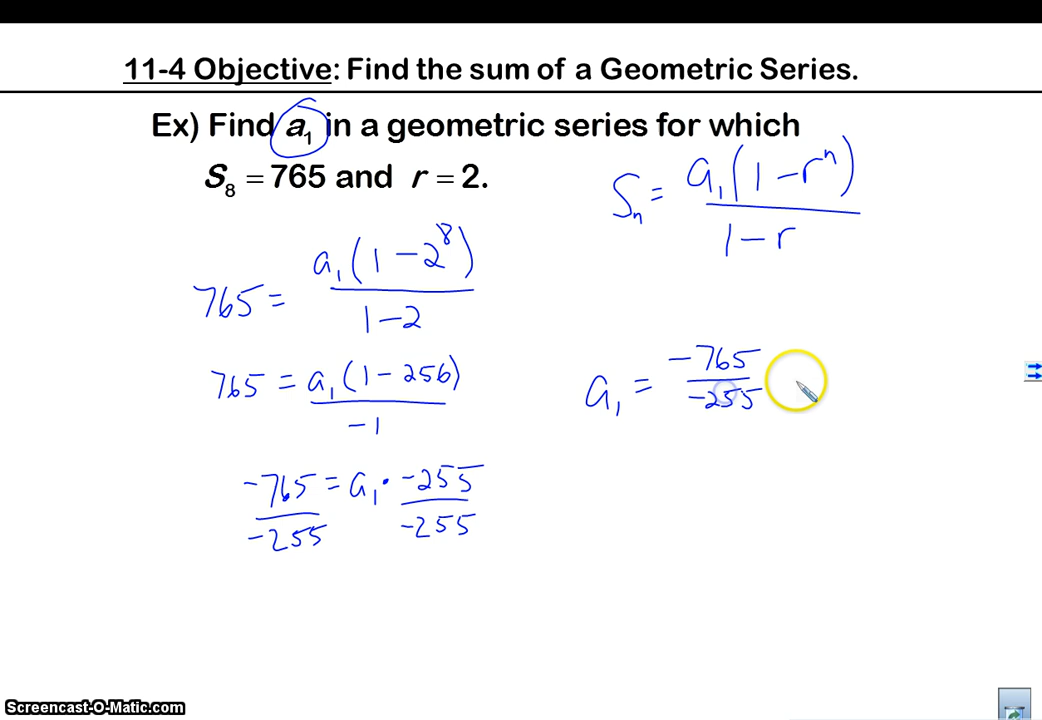 11-4 Objective: Find the sum of a Geometric Series.
Ex) Find a₁ in a geometric series for which
S₈ = 765 and r = 2.
Sₙ = a₁(1 - rⁿ) / 1 - r
765 = a₁(1 - 2⁸) / 1 - 2
765 = a₁(1 - 256) / -1
-765 / -255 = a₁ · -255 / -255
a₁ = -765 / -255
Screencast-O-Matic.com